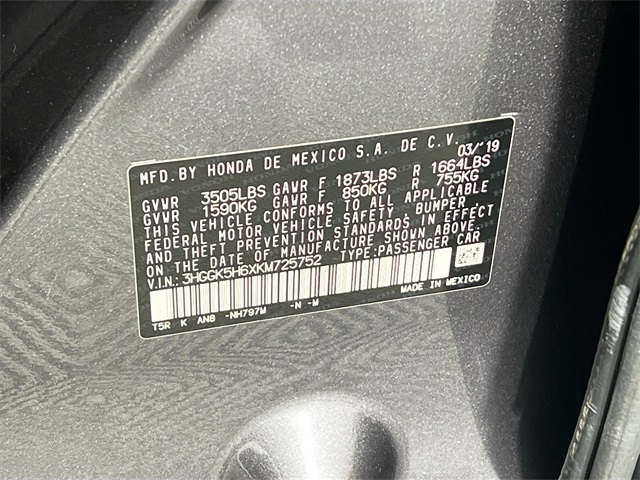 MFD.BY HONDA DE MEXICO S.A. DE C.V. 03/'19
GVWR 3505LBS GAWR F 1873LBS R 1664LBS
GVWR 1590KG GAWR F 850KG R 755KG
THIS VEHICLE CONFORMS TO ALL APPLICABLE
FEDERAL MOTOR VEHICLE SAFETY, BUMPER,
AND THEFT PREVENTION STANDARDS IN EFFECT
ON THE DATE OF MANUFACTURE SHOWN ABOVE.
V.I.N.: 3HGGK5H6XKM725752 TYPE:PASSENGER CAR
T5R K AN8 -NH797M -N -M MADE IN MEXICO